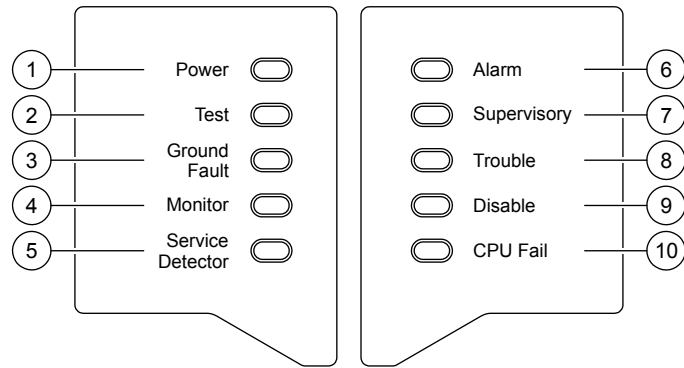 1
Power
2
Test
3
Ground
Fault
4
Monitor
5
Service
Detector
Alarm
6
Supervisory
7
Trouble
8
Disable
9
CPU Fail
10